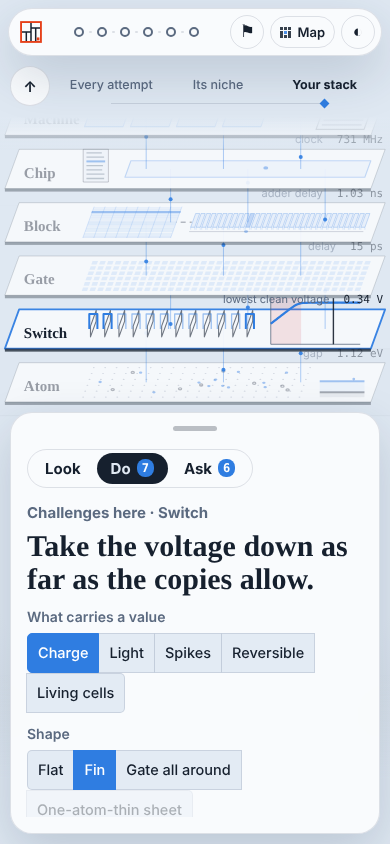 Map
Every attempt
Its niche
Your stack
Machine
clock 731 MHz
Chip
adder delay 1.03 ns
Block
delay 15 ps
Gate
lowest clean voltage 0.34 V
Switch
gap 1.12 eV
Atom
Look
Do 7
Ask 6
Challenges here · Switch
Take the voltage down as
far as the copies allow.
What carries a value
Charge Light Spikes Reversible
Living cells
Shape
Flat Fin Gate all around
One-atom-thin sheet